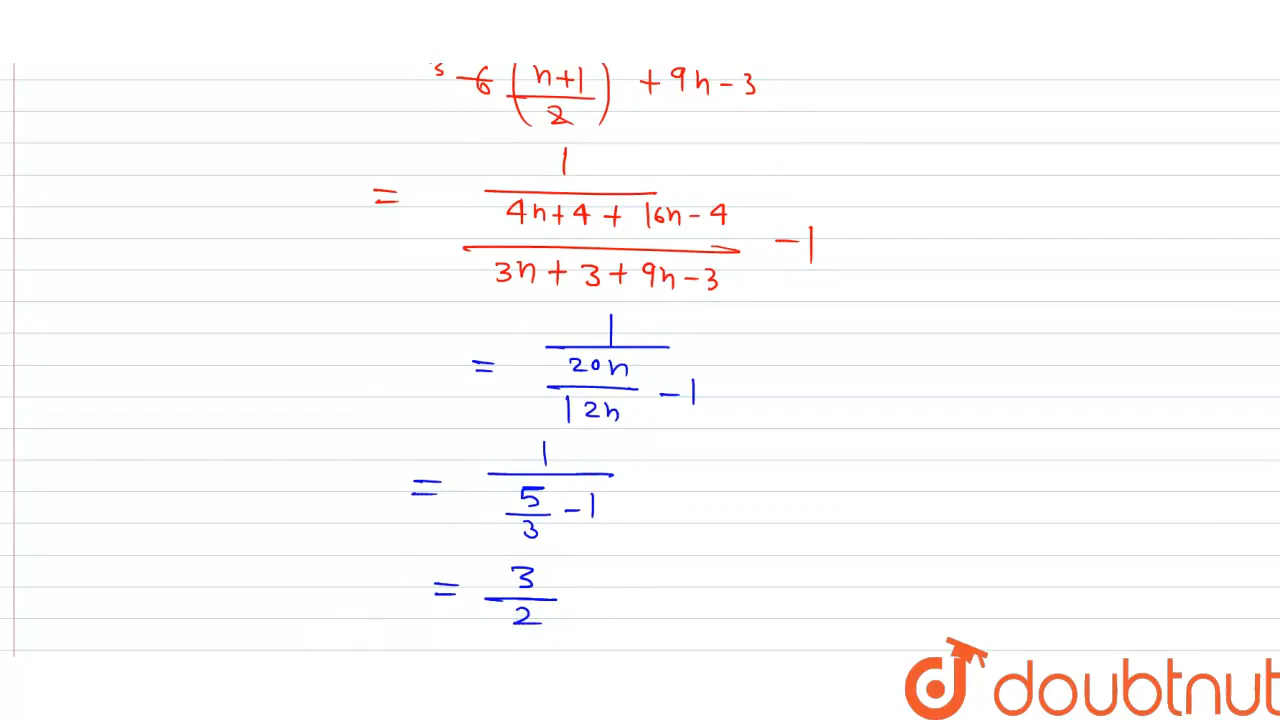 3 6 (n+1/2) + 9n - 3
= 1/((4n+4 + 16n-4)/(3n + 3 + 9n-3) - 1)
= 1/(20n/12n - 1)
= 1/(5/3 - 1)
= 3/2
doubtnut